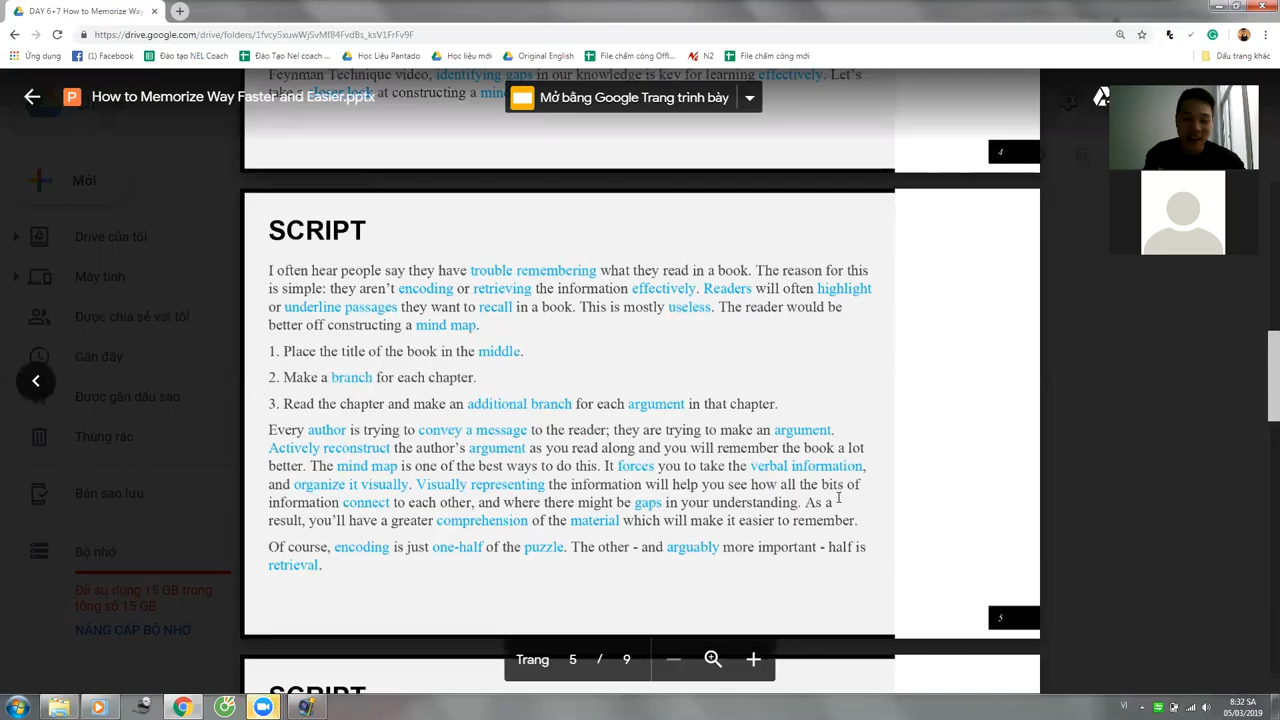 DAY 6+7 How to Memorize Way
https://drive.google.com/drive/folders/1fvcy5xuwWjSvMf84FvdBs_ksV1FrFv9F
Ứng dụng
(1) Facebook
Đào tạo NEL Coach
Đào Tạo Nel coach ...
Học Liệu Pantado
Học liệu mới
Original English
File chấm công Offl...
N2
File chấm công mới
Dấu trang khác
Feynman Technique video, identifying gaps in our knowledge is key for learning effectively. Let's
take a closer look at constructing a mind
How to Memorize Way Faster and Easier.pptx
Mở bằng Google Trang trình bày
4
Mới
Drive của tôi
Máy tính
Được chia sẻ với tôi
Gần đây
Được gắn dấu sao
Thùng rác
Bản sao lưu
Bộ nhớ
Đã sử dụng 15 GB trong
tổng số 15 GB
NÂNG CẤP BỘ NHỚ
SCRIPT
I often hear people say they have trouble remembering what they read in a book. The reason for this
is simple: they aren't encoding or retrieving the information effectively. Readers will often highlight
or underline passages they want to recall in a book. This is mostly useless. The reader would be
better off constructing a mind map.
1. Place the title of the book in the middle.
2. Make a branch for each chapter.
3. Read the chapter and make an additional branch for each argument in that chapter.
Every author is trying to convey a message to the reader; they are trying to make an argument.
Actively reconstruct the author's argument as you read along and you will remember the book a lot
better. The mind map is one of the best ways to do this. It forces you to take the verbal information,
and organize it visually. Visually representing the information will help you see how all the bits of
information connect to each other, and where there might be gaps in your understanding. As a
result, you'll have a greater comprehension of the material which will make it easier to remember.
Of course, encoding is just one-half of the puzzle. The other - and arguably more important - half is
retrieval.
5
Trang 5 / 9
SCRIPT
VI
8:32 SA
05/03/2019